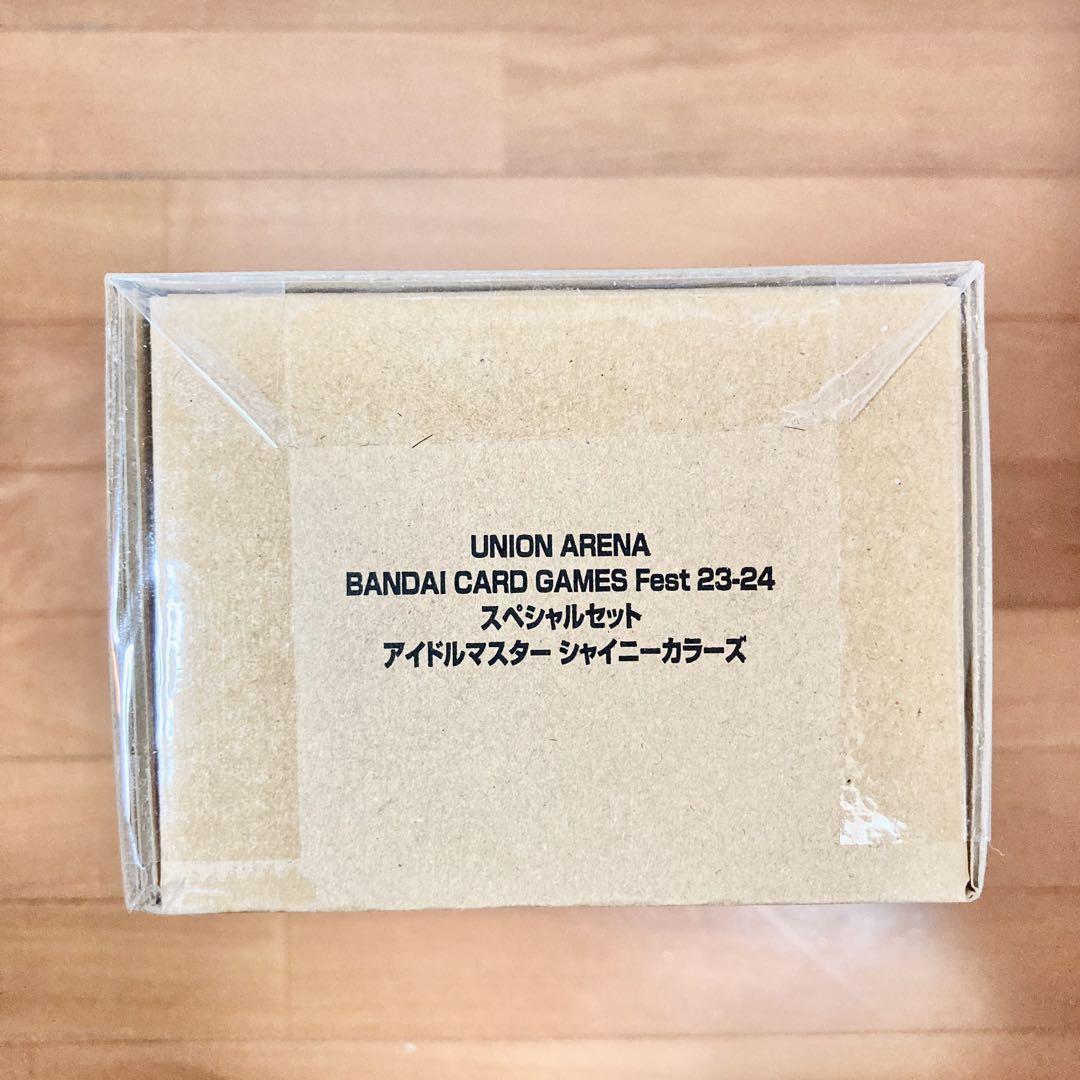 UNION ARENA
BANDAI CARD GAMES Fest 23-24
スペシャルセット
アイドルマスター シャイニーカラーズ